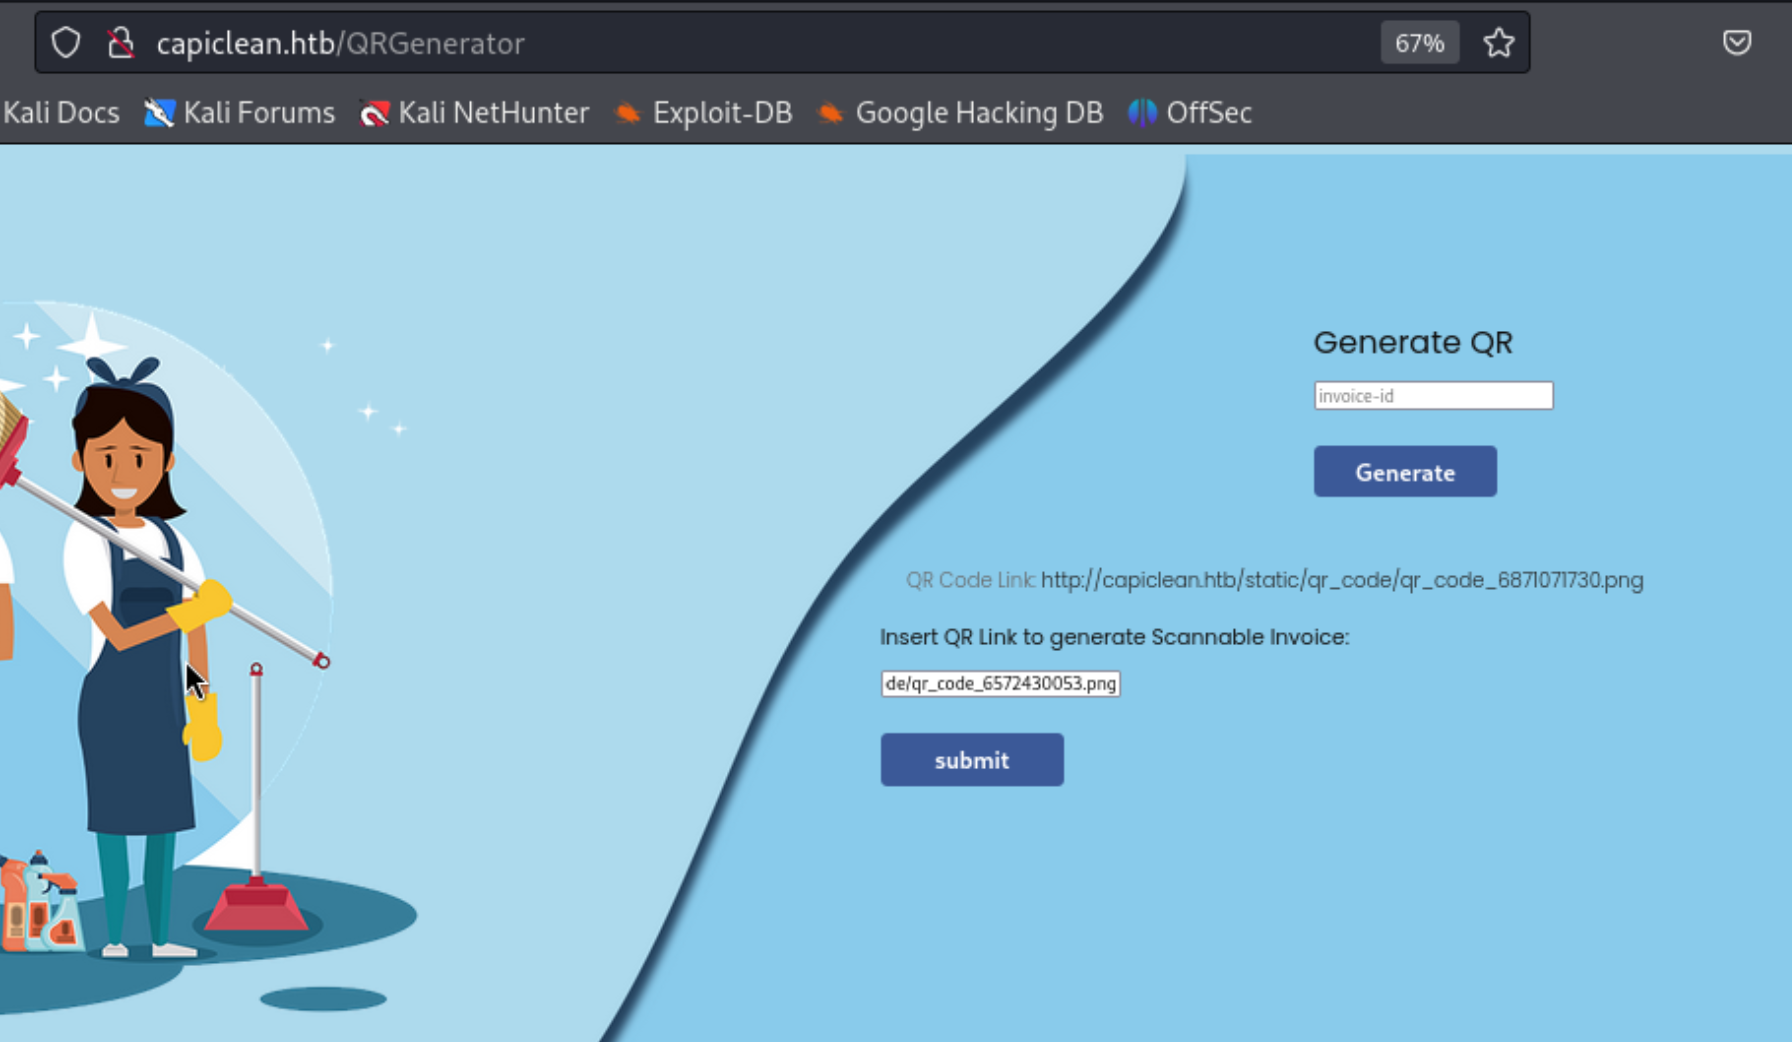 capiclean.htb/QRGenerator 67%
Kali Docs Kali Forums Kali NetHunter Exploit-DB Google Hacking DB OffSec
Generate QR
invoice-id
Generate
QR Code Link: http://capiclean.htb/static/qr_code/qr_code_6871071730.png
Insert QR Link to generate Scannable Invoice:
de/qr_code_6572430053.png
submit